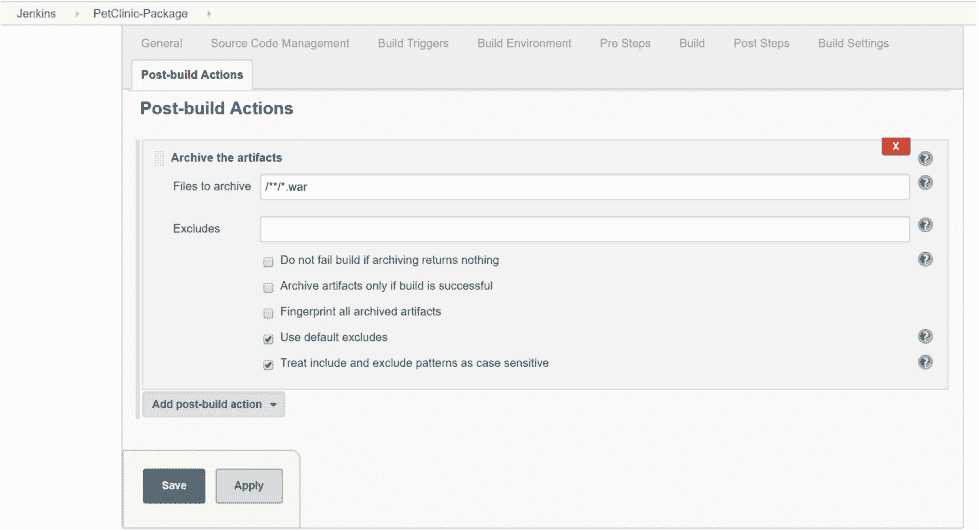 Jenkins PetClinic-Package
General Source Code Management Build Triggers Build Environment Pre Steps Build Post Steps Build Settings
Post-build Actions
Post-build Actions
Archive the artifacts
X
?
Files to archive /**/*.war ?
Excludes ?
Do not fail build if archiving returns nothing ?
Archive artifacts only if build is successful
Fingerprint all archived artifacts
Use default excludes ?
Treat include and exclude patterns as case sensitive ?
Add post-build action
Save Apply